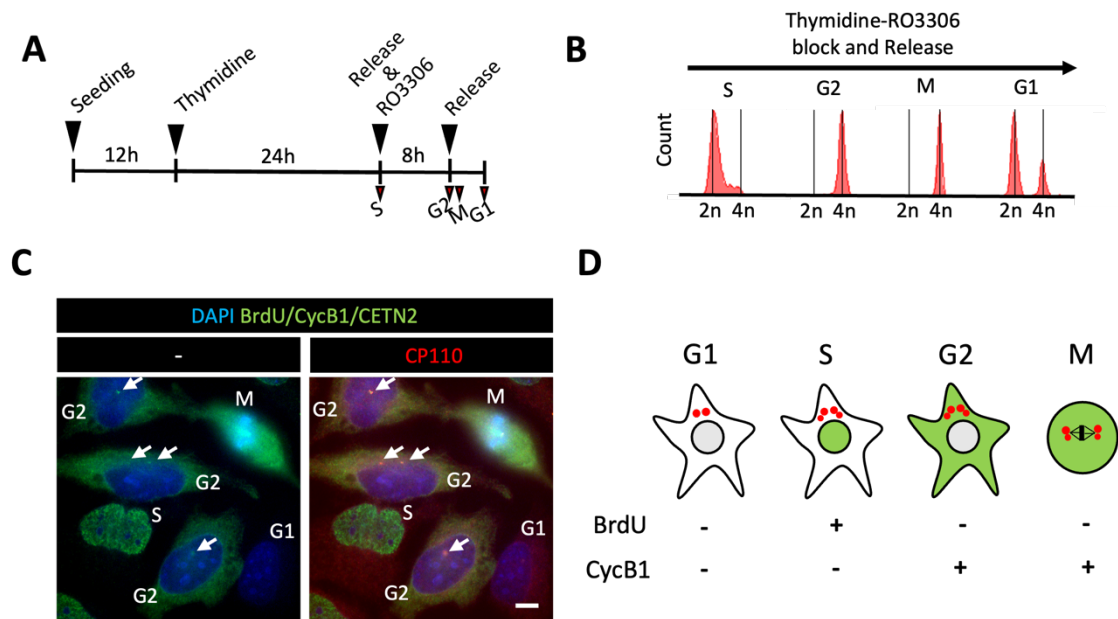 A
Seeding
Thymidine
Release
&
RO3306
Release
12h
24h
8h
S
G2
M
G1
B
Thymidine-RO3306
block and Release
S G2 M G1
Count
2n 4n 2n 4n 2n 4n 2n 4n
C
DAPI BrdU/CycB1/CETN2
- CP110
G2
M
G2
S
G2
G2
M
G2
S
G1
G2
D
G1 S G2 M
BrdU - + - -
CycB1 - - + +